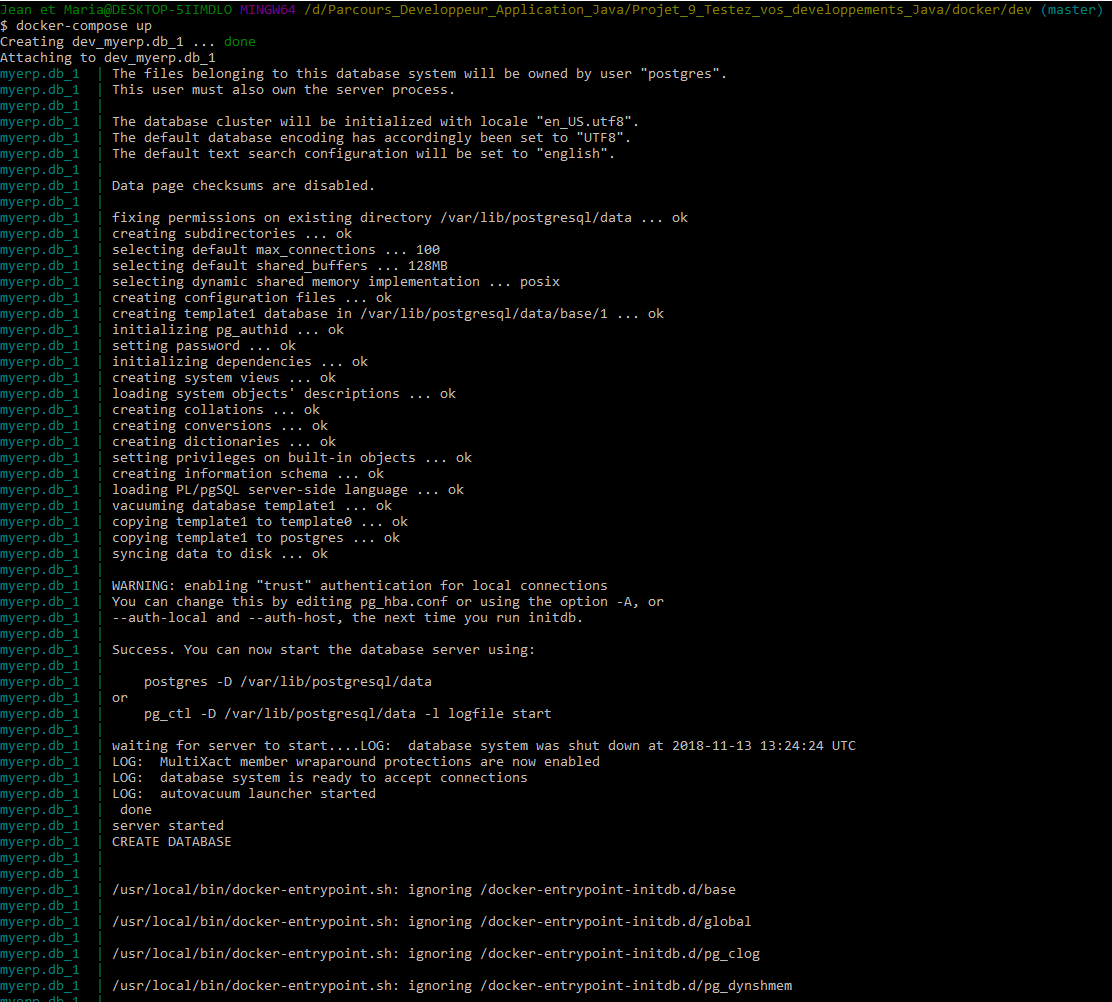 Jean et Maria@DESKTOP-5IIMDLO MINGW64 /d/Parcours_Developpeur_Application_Java/Projet_9_Testez_vos_developpements_Java/docker/dev (master)
$ docker-compose up
Creating dev_myerp.db_1 ... done
Attaching to dev_myerp.db_1
myerp.db_1  | The files belonging to this database system will be owned by user "postgres".
myerp.db_1  | This user must also own the server process.
myerp.db_1  |
myerp.db_1  | The database cluster will be initialized with locale "en_US.utf8".
myerp.db_1  | The default database encoding has accordingly been set to "UTF8".
myerp.db_1  | The default text search configuration will be set to "english".
myerp.db_1  |
myerp.db_1  | Data page checksums are disabled.
myerp.db_1  |
myerp.db_1  | fixing permissions on existing directory /var/lib/postgresql/data ... ok
myerp.db_1  | creating subdirectories ... ok
myerp.db_1  | selecting default max_connections ... 100
myerp.db_1  | selecting default shared_buffers ... 128MB
myerp.db_1  | selecting dynamic shared memory implementation ... posix
myerp.db_1  | creating configuration files ... ok
myerp.db_1  | creating template1 database in /var/lib/postgresql/data/base/1 ... ok
myerp.db_1  | initializing pg_authid ... ok
myerp.db_1  | setting password ... ok
myerp.db_1  | initializing dependencies ... ok
myerp.db_1  | creating system views ... ok
myerp.db_1  | loading system objects' descriptions ... ok
myerp.db_1  | creating collations ... ok
myerp.db_1  | creating conversions ... ok
myerp.db_1  | creating dictionaries ... ok
myerp.db_1  | setting privileges on built-in objects ... ok
myerp.db_1  | creating information schema ... ok
myerp.db_1  | loading PL/pgSQL server-side language ... ok
myerp.db_1  | vacuuming database template1 ... ok
myerp.db_1  | copying template1 to template0 ... ok
myerp.db_1  | copying template1 to postgres ... ok
myerp.db_1  | syncing data to disk ... ok
myerp.db_1  |
myerp.db_1  | WARNING: enabling "trust" authentication for local connections
myerp.db_1  | You can change this by editing pg_hba.conf or using the option -A, or
myerp.db_1  | --auth-local and --auth-host, the next time you run initdb.
myerp.db_1  |
myerp.db_1  | Success. You can now start the database server using:
myerp.db_1  |
myerp.db_1  |     postgres -D /var/lib/postgresql/data
myerp.db_1  | or
myerp.db_1  |     pg_ctl -D /var/lib/postgresql/data -l logfile start
myerp.db_1  |
myerp.db_1  | waiting for server to start....LOG:  database system was shut down at 2018-11-13 13:24:24 UTC
myerp.db_1  | LOG:  MultiXact member wraparound protections are now enabled
myerp.db_1  | LOG:  database system is ready to accept connections
myerp.db_1  | LOG:  autovacuum launcher started
myerp.db_1  |  done
myerp.db_1  | server started
myerp.db_1  | CREATE DATABASE
myerp.db_1  |
myerp.db_1  |
myerp.db_1  | /usr/local/bin/docker-entrypoint.sh: ignoring /docker-entrypoint-initdb.d/base
myerp.db_1  |
myerp.db_1  | /usr/local/bin/docker-entrypoint.sh: ignoring /docker-entrypoint-initdb.d/global
myerp.db_1  |
myerp.db_1  | /usr/local/bin/docker-entrypoint.sh: ignoring /docker-entrypoint-initdb.d/pg_clog
myerp.db_1  |
myerp.db_1  | /usr/local/bin/docker-entrypoint.sh: ignoring /docker-entrypoint-initdb.d/pg_dynshmem